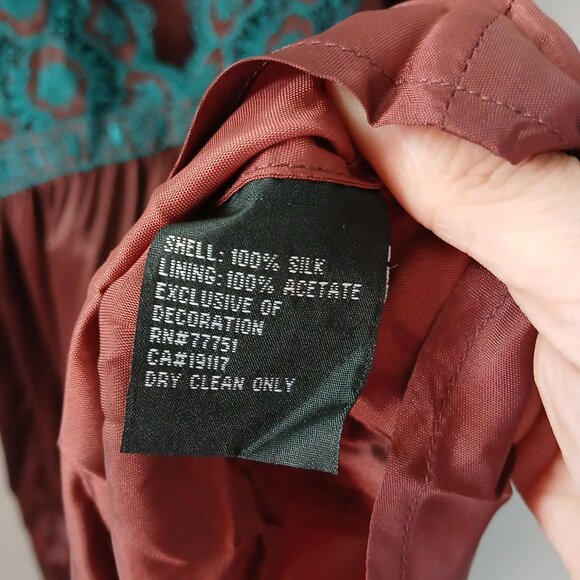 SHELL: 100% SILK
LINING: 100% ACETATE
EXCLUSIVE OF
DECORATION
RN#77751
CA#19117
DRY CLEAN ONLY